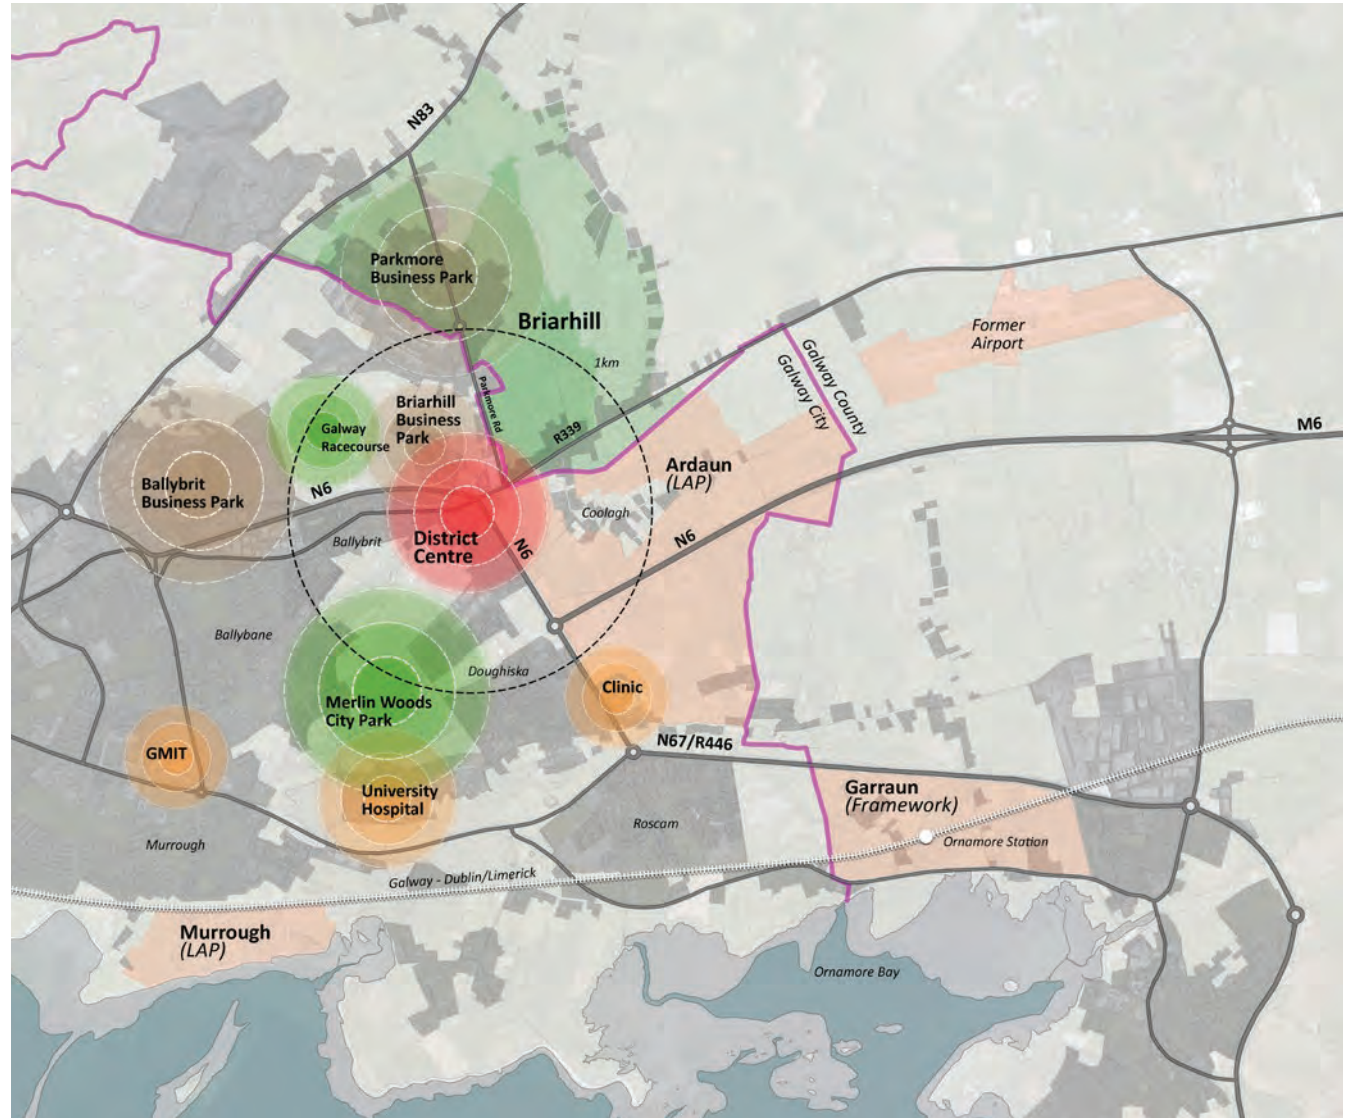 N83
Parkmore
Business Park
Briarhill
1km
Former
Airport
Galway County
Galway City
Parkmore Rd
Briarhill
Business
Park
Galway
Racecourse
R339
M6
Ardaun
(LAP)
Ballybrit
Business Park
N6
Coolagh
District
Centre
Ballybrit
N6
N6
Ballybane
Doughiska
Clinic
Merlin Woods
City Park
N67/R446
GMIT
University
Hospital
Garraun
(Framework)
Roscam
Ornamore Station
Murrough
Galway - Dublin/Limerick
Murrough
(LAP)
Ornamore Bay